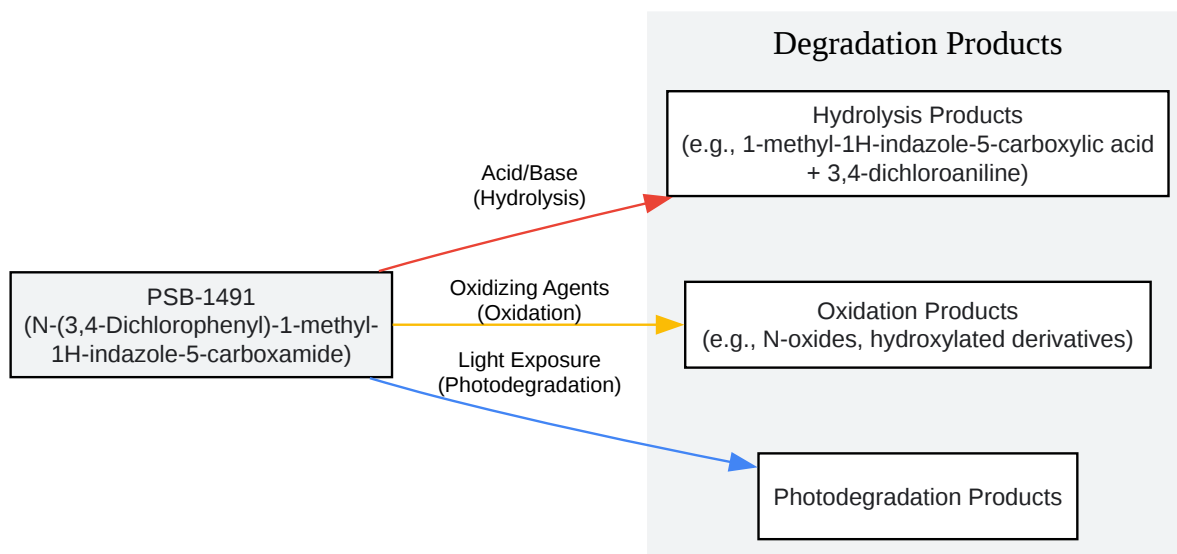 Degradation Products
Hydrolysis Products
(e.g., 1-methyl-1H-indazole-5-carboxylic acid
+ 3,4-dichloroaniline)
Acid/Base
(Hydrolysis)
PSB-1491
(N-(3,4-Dichlorophenyl)-1-methyl-
1H-indazole-5-carboxamide)
Oxidizing Agents
(Oxidation)
Oxidation Products
(e.g., N-oxides, hydroxylated derivatives)
Light Exposure
(Photodegradation)
Photodegradation Products